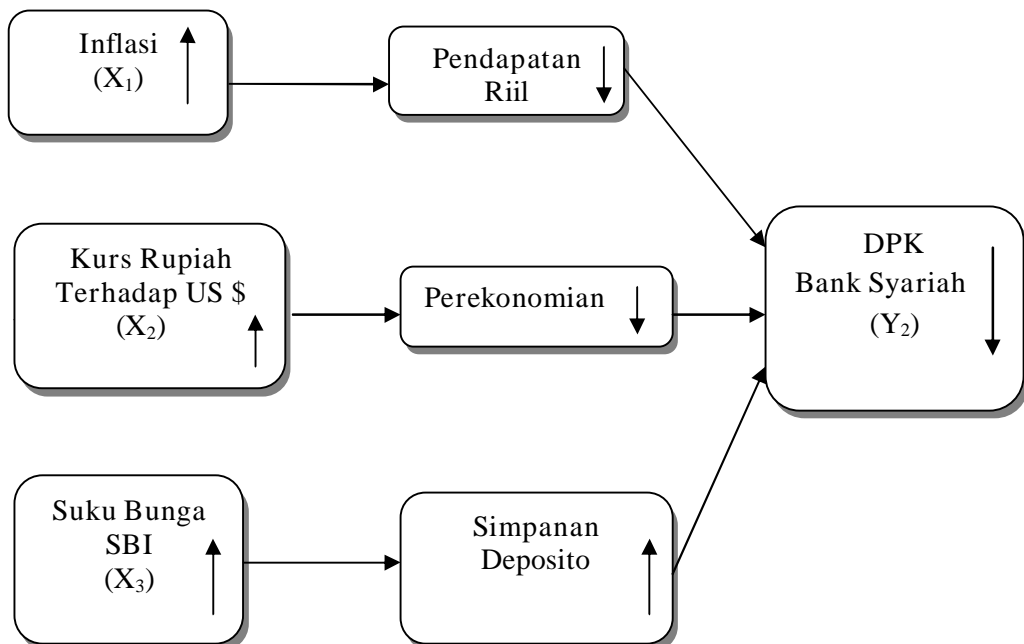 Inflasi
(X₁)
Pendapatan
Riil
Kurs Rupiah
Terhadap US $
(X₂)
Perekonomian
DPK
Bank Syariah
(Y₂)
Suku Bunga
SBI
(X₃)
Simpanan
Deposito